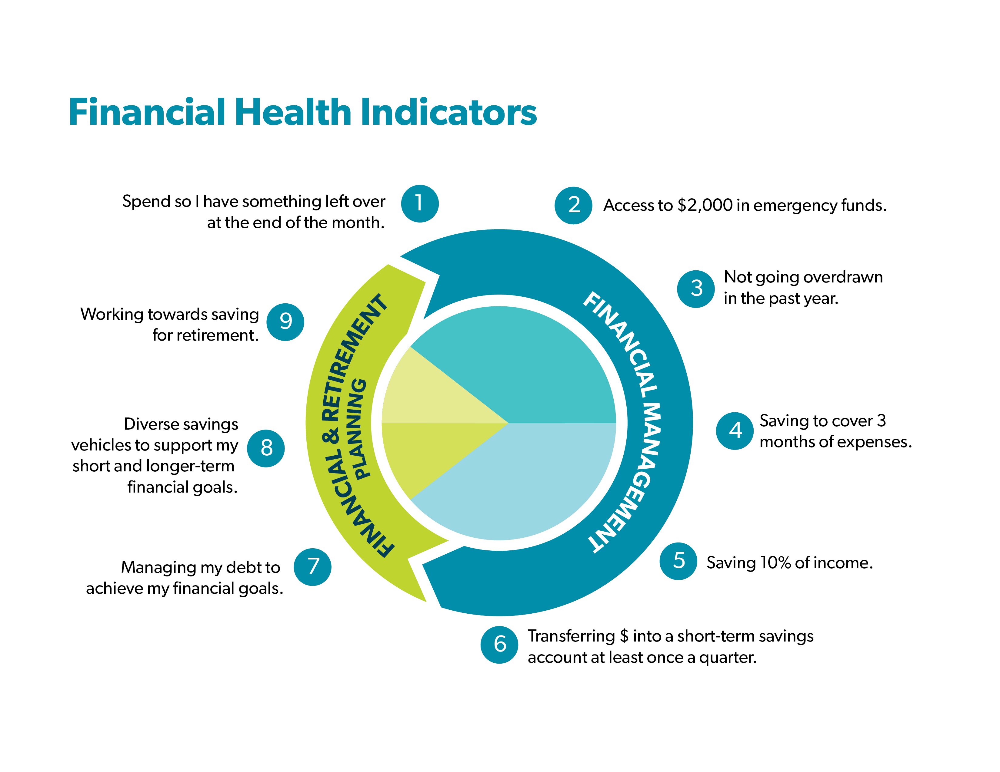 Financial Health Indicators
1
Spend so I have something left over
at the end of the month.
2
Access to $2,000 in emergency funds.
3
Not going overdrawn
in the past year.
4
Saving to cover 3
months of expenses.
5
Saving 10% of income.
6
Transferring $ into a short-term savings
account at least once a quarter.
7
Managing my debt to
achieve my financial goals.
8
Diverse savings
vehicles to support my
short and longer-term
financial goals.
9
Working towards saving
for retirement.
FINANCIAL & RETIREMENT
PLANNING
FINANCIAL MANAGEMENT